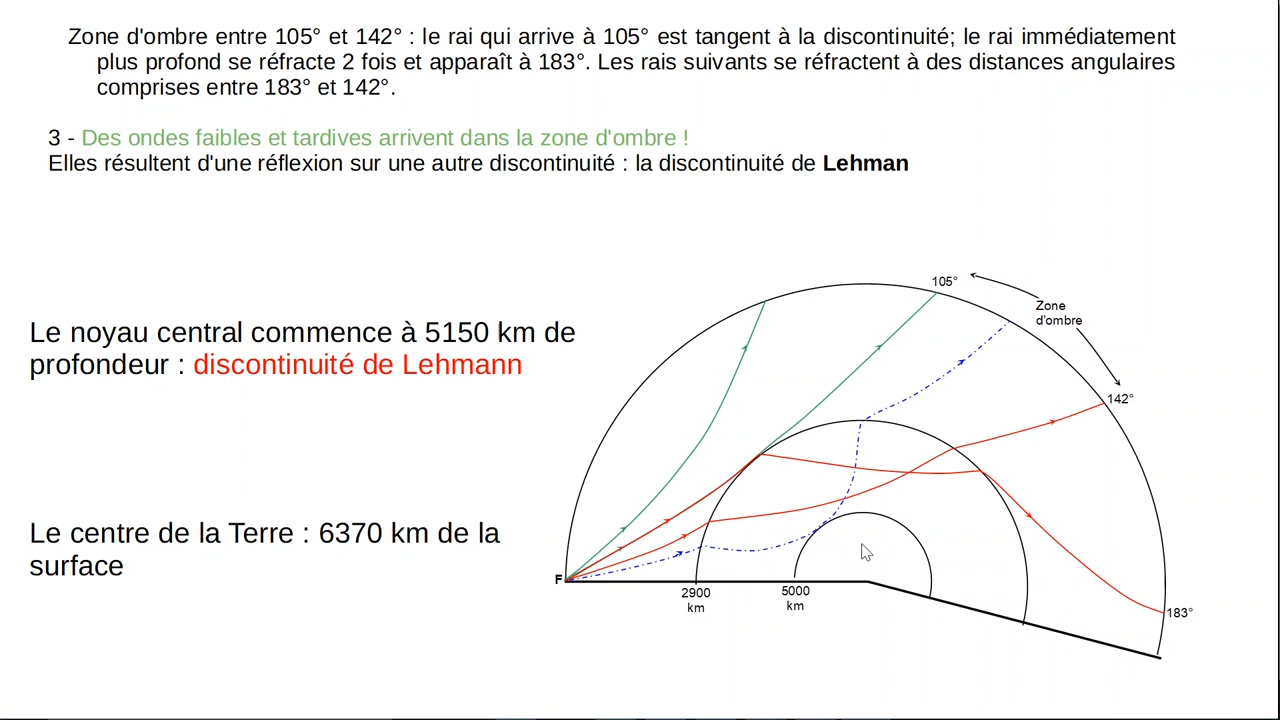 Zone d'ombre entre 105° et 142° : le rai qui arrive à 105° est tangent à la discontinuité; le rai immédiatement
plus profond se réfracte 2 fois et apparaît à 183°. Les rais suivants se réfractent à des distances angulaires
comprises entre 183° et 142°.
3 - Des ondes faibles et tardives arrivent dans la zone d'ombre !
Elles résultent d'une réflexion sur une autre discontinuité : la discontinuité de Lehman
Le noyau central commence à 5150 km de
profondeur : discontinuité de Lehmann
Le centre de la Terre : 6370 km de la
surface
105°
Zone
d'ombre
142°
183°
F
2900
km
5000
km